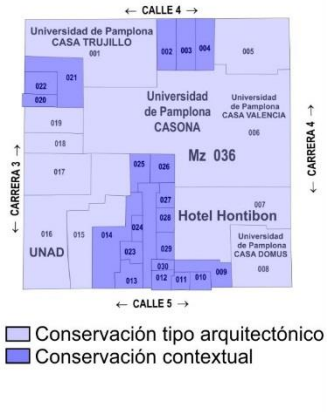 ← CALLE 4 →
Universidad de Pamplona
CASA TRUJILLO
001
002
003
004
005
021
022
020
Universidad
de Pamplona
CASONA
Universidad
de Pamplona
CASA VALENCIA
006
019
018
Mz 036
← CARRERA 3 →
← CARRERA 4 →
017
025
026
027
028
007
Hotel Hontibon
016
UNAD
015
014
024
023
029
Universidad
de Pamplona
CASA DOMUS
008
030
013
012
011
010
009
← CALLE 5 →
Conservación tipo arquitectónico
Conservación contextual